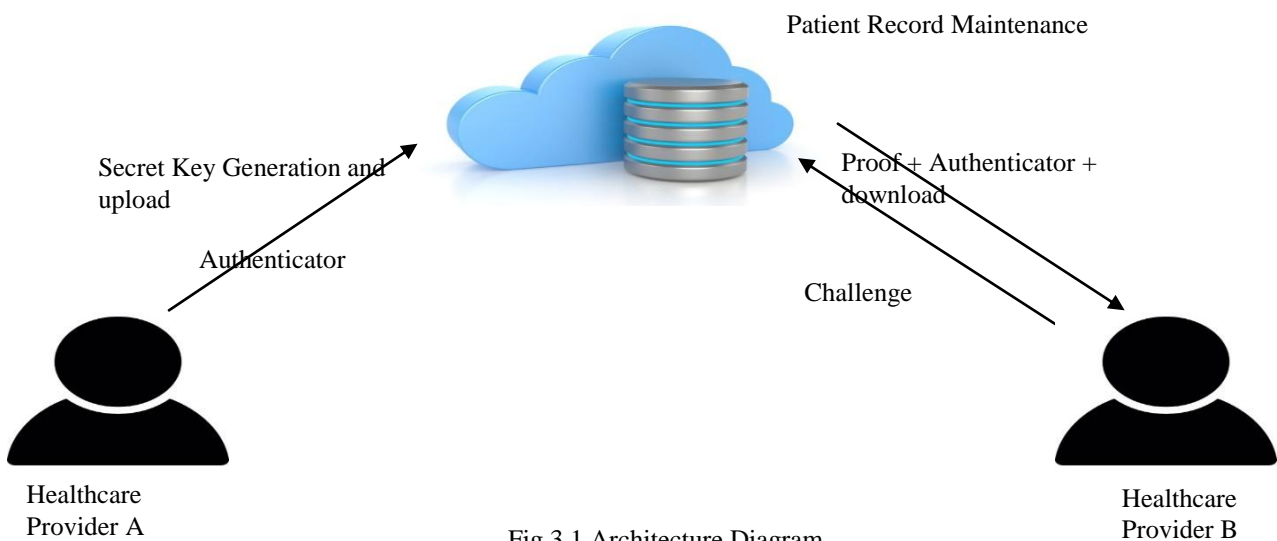 Patient Record Maintenance
Secret Key Generation and
upload
Proof + Authenticator +
download
Authenticator
Challenge
Healthcare
Provider A
Healthcare
Provider B
Fig 3.1 Architecture Diagram